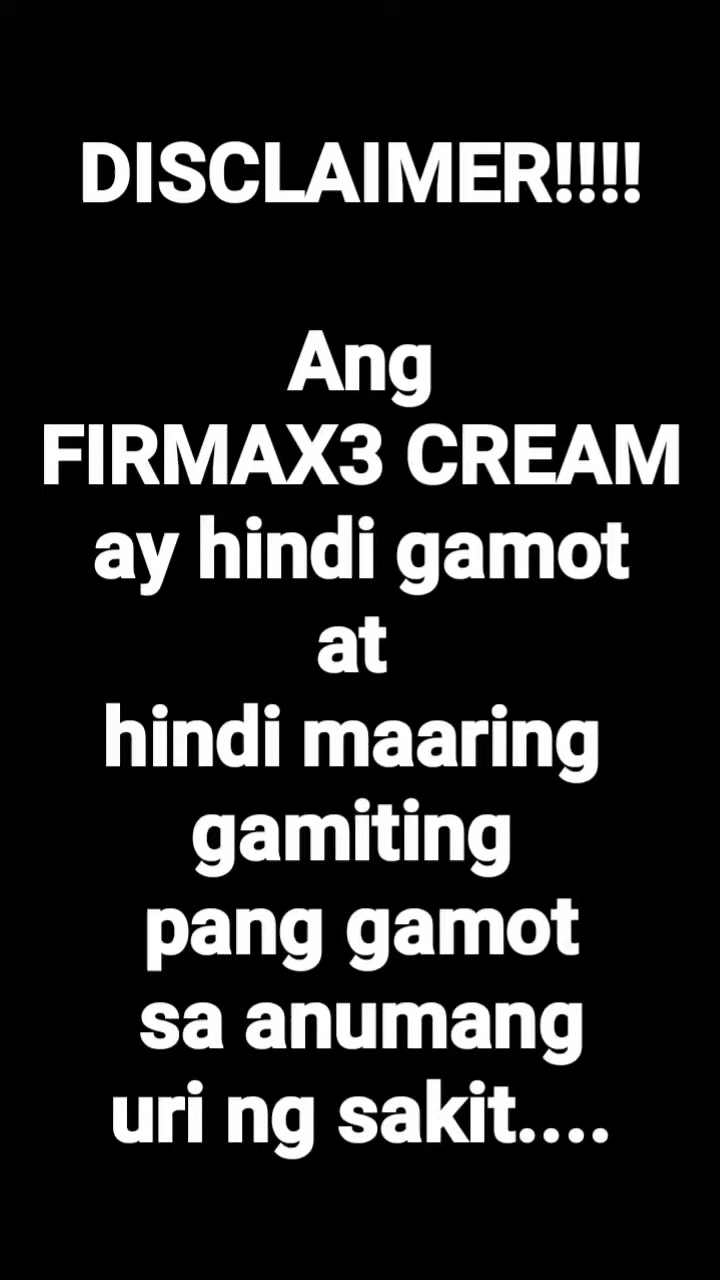 DISCLAIMER!!!!
Ang
FIRMAX3 CREAM
ay hindi gamot
at
hindi maaring
gamiting
pang gamot
sa anumang
uri ng sakit....